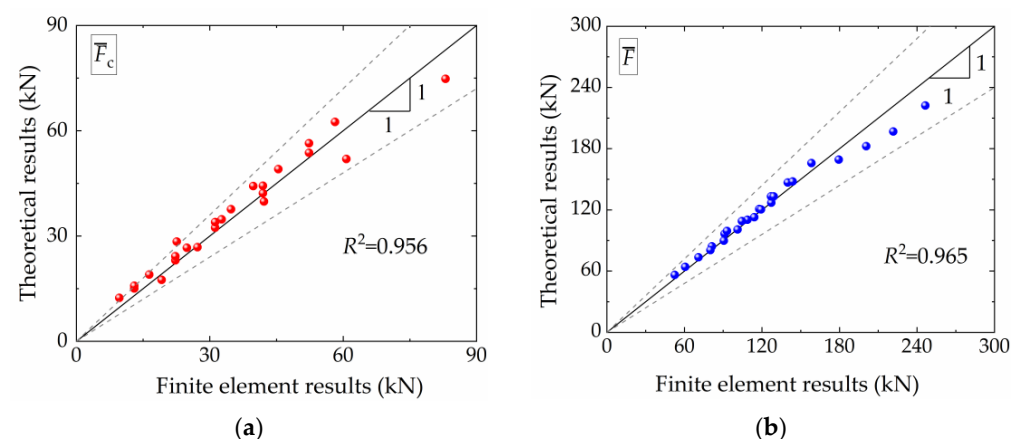 90
60
30
0
Theoretical results (kN)
F̅c
1
1
R²=0.956
0 30 60 90
Finite element results (kN)
(a)
300
240
180
120
60
0
Theoretical results (kN)
F̅
1
1
R²=0.965
0 60 120 180 240 300
Finite element results (kN)
(b)